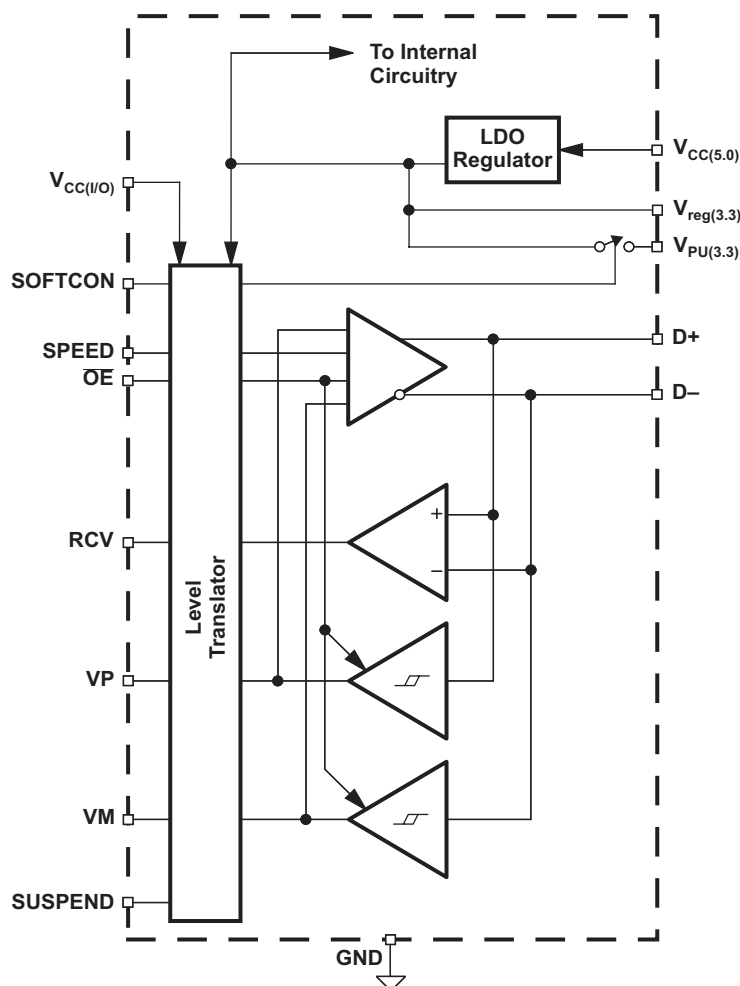 To Internal
Circuitry
LDO
Regulator
VCC(5.0)
VCC(I/O)
Vreg(3.3)
VPU(3.3)
SOFTCON
SPEED
D+
O̅E̅
D–
RCV
+
–
Level
Translator
VP
VM
SUSPEND
GND